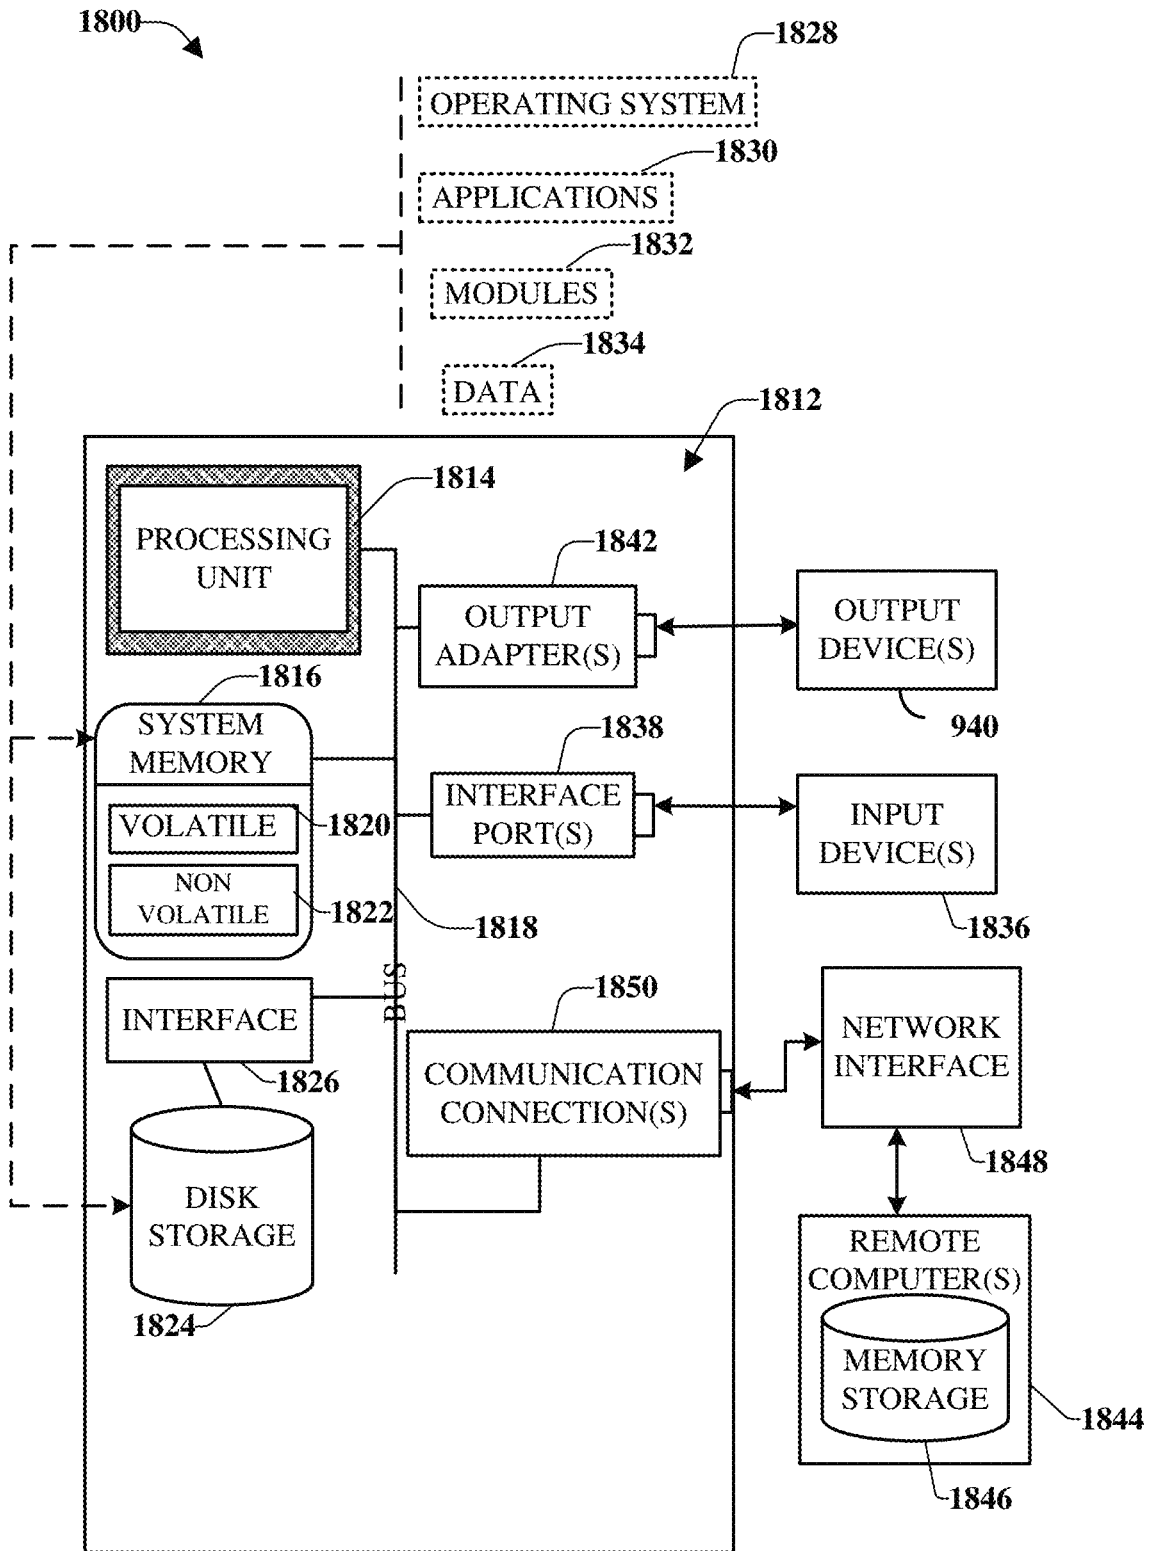 1800
1828
OPERATING SYSTEM
1830
APPLICATIONS
1832
MODULES
1834
DATA
1812
1814
PROCESSING
UNIT
1842
OUTPUT
ADAPTER(S)
OUTPUT
DEVICE(S)
940
1816
SYSTEM
MEMORY
VOLATILE
1820
NON
VOLATILE
1822
1838
INTERFACE
PORT(S)
INPUT
DEVICE(S)
1836
1818
BUS
INTERFACE
1826
1850
COMMUNICATION
CONNECTION(S)
NETWORK
INTERFACE
1848
DISK
STORAGE
1824
REMOTE
COMPUTER(S)
MEMORY
STORAGE
1844
1846